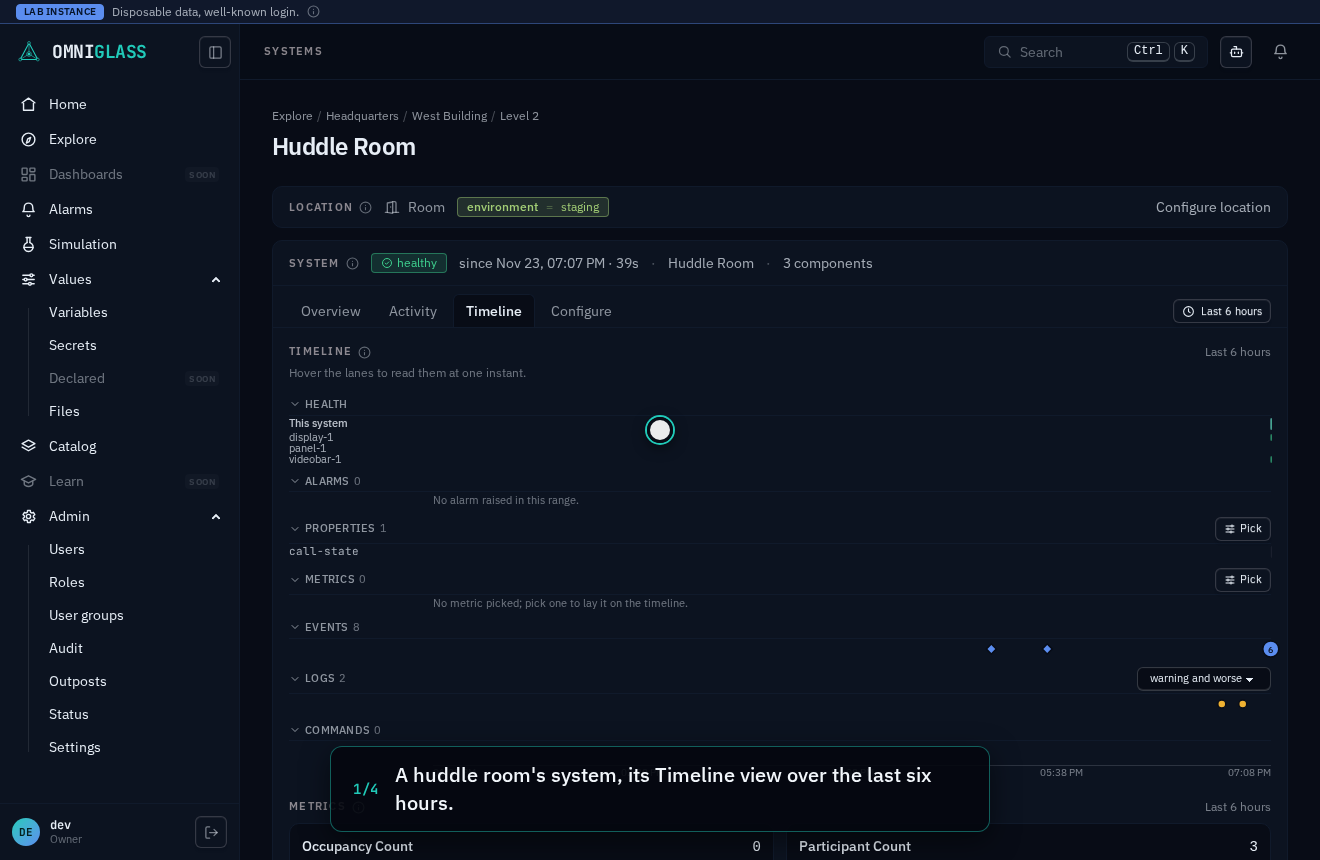 LAB INSTANCE Disposable data, well-known login.
OMNIGLASS
SYSTEMS
Search Ctrl K
Home
Explore
Dashboards SOON
Alarms
Simulation
Values
Variables
Secrets
Declared SOON
Files
Catalog
Learn SOON
Admin
Users
Roles
User groups
Audit
Outposts
Status
Settings
DE dev
Owner
Explore / Headquarters / West Building / Level 2
Huddle Room
LOCATION Room environment = staging Configure location
SYSTEM healthy since Nov 23, 07:07 PM · 39s · Huddle Room · 3 components
Overview Activity Timeline Configure Last 6 hours
TIMELINE Last 6 hours
Hover the lanes to read them at one instant.
HEALTH
This system
display-1
panel-1
videobar-1
ALARMS 0
No alarm raised in this range.
PROPERTIES 1 Pick
call-state
METRICS 0 Pick
No metric picked; pick one to lay it on the timeline.
EVENTS 8
6
LOGS 2 warning and worse
COMMANDS 0
05:38 PM 07:08 PM
1/4 A huddle room's system, its Timeline view over the last six
hours.
METRICS Last 6 hours
Occupancy Count 0 Participant Count 3